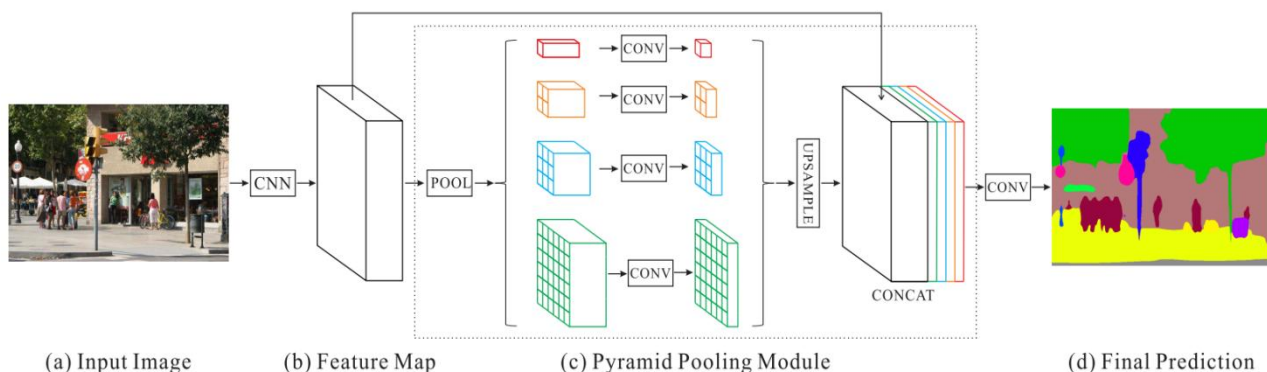 CONV
CONV
CONV
CONV
CNN
POOL
UPSAMPLE
CONCAT
CONV
(a) Input Image
(b) Feature Map
(c) Pyramid Pooling Module
(d) Final Prediction